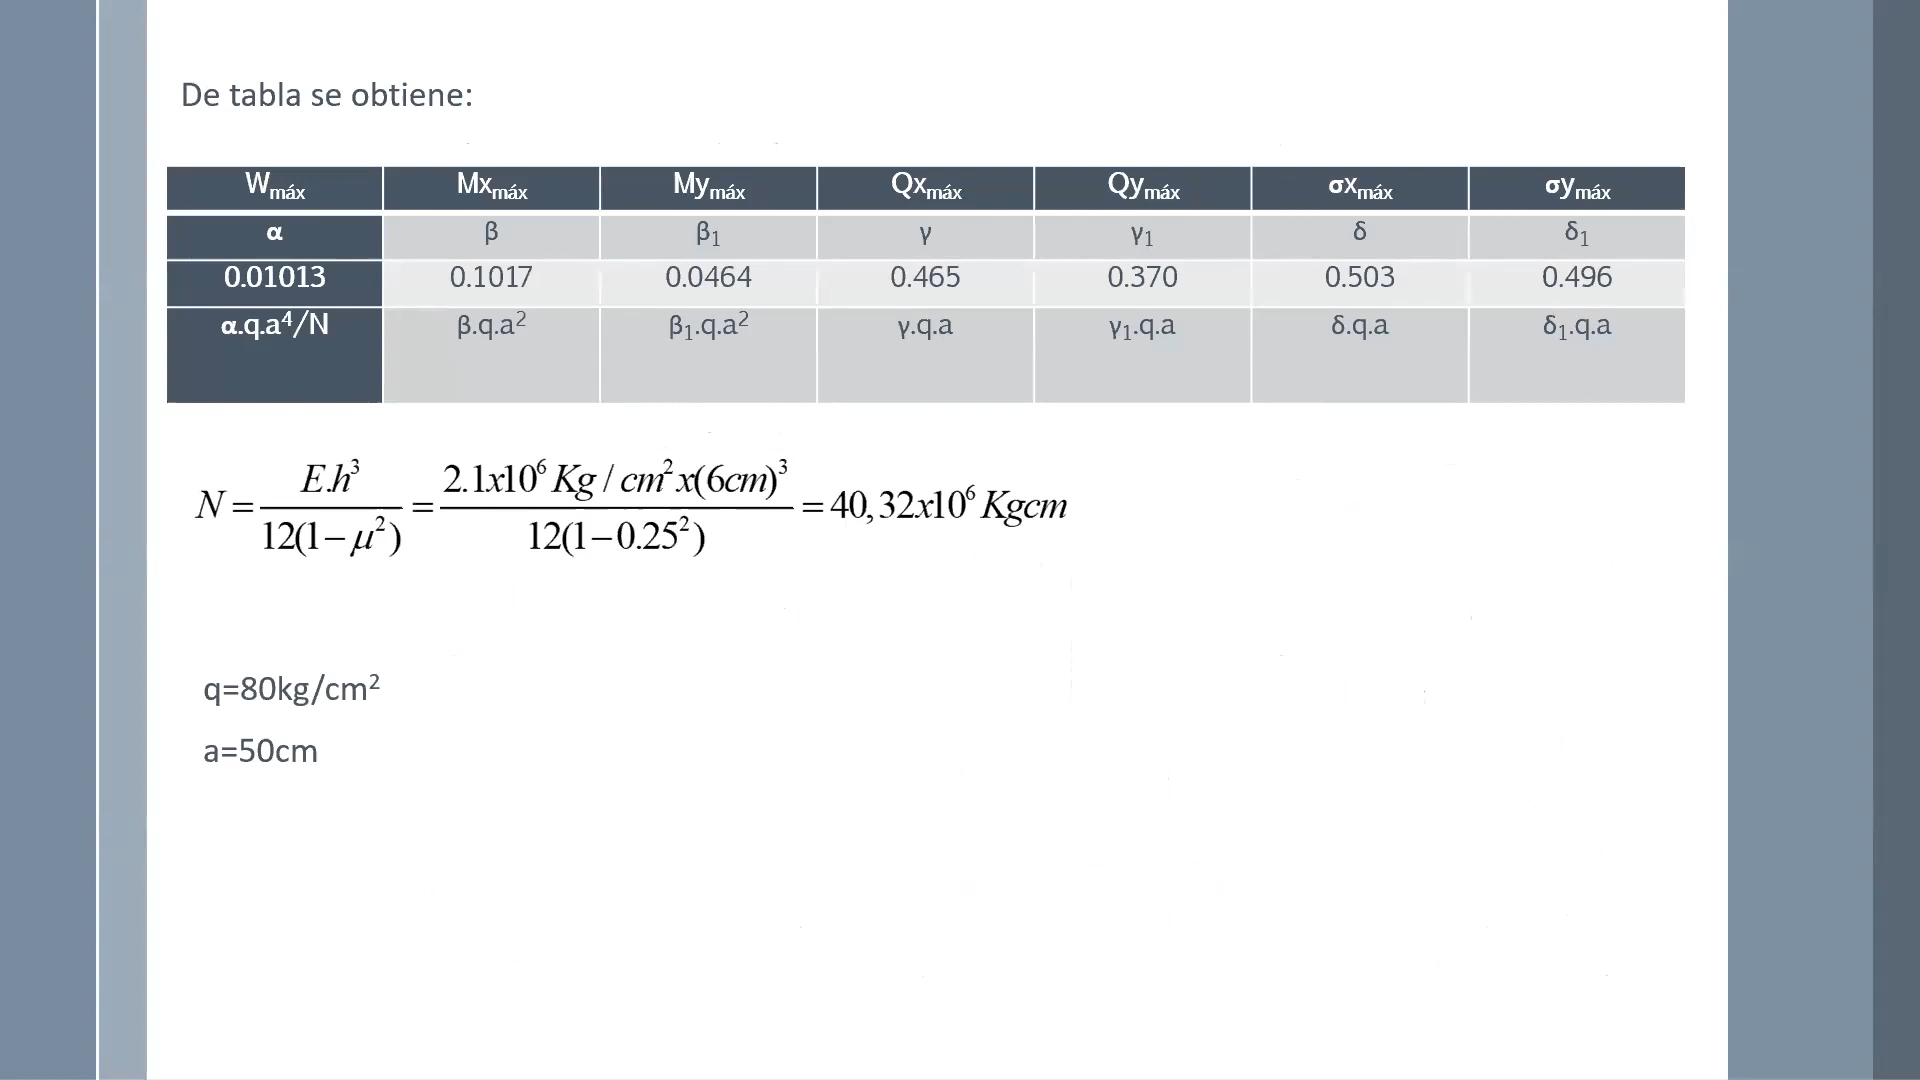 De tabla se obtiene:
Wmáx Mxmáx Mymáx Qxmáx Qymáx σxmáx σymáx
α β β₁ γ γ₁ δ δ₁
0.01013 0.1017 0.0464 0.465 0.370 0.503 0.496
α.q.a⁴/N β.q.a² β₁.q.a² γ.q.a γ₁.q.a δ.q.a δ₁.q.a
N = E.h³ / 12(1−μ²) = 2.1x10⁶ Kg / cm² x(6cm)³ / 12(1−0.25²) = 40,32x10⁶ Kgcm
q=80kg/cm²
a=50cm